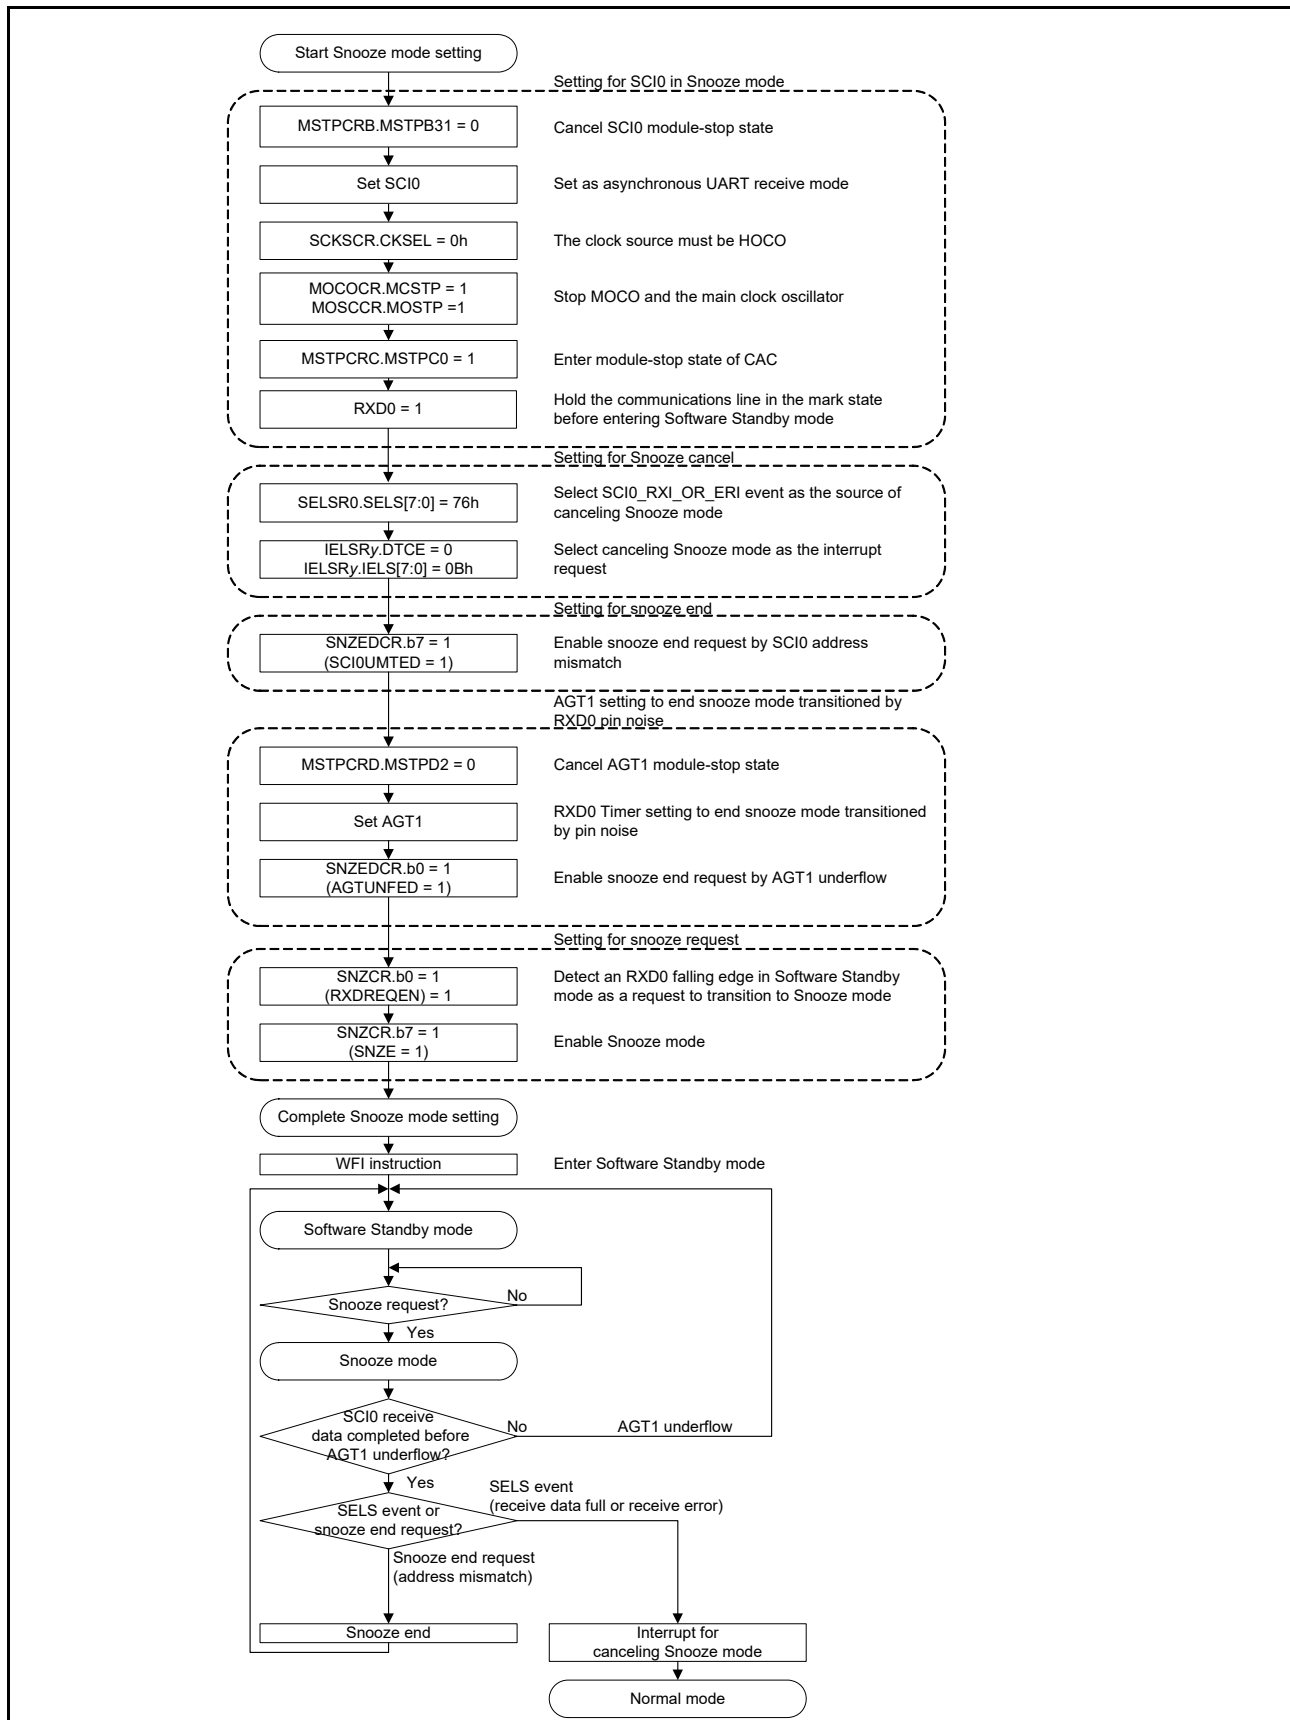 Start Snooze mode setting
Setting for SCI0 in Snooze mode
MSTPCRB.MSTPB31 = 0
Cancel SCI0 module-stop state
Set SCI0
Set as asynchronous UART receive mode
SCKSCR.CKSEL = 0h
The clock source must be HOCO
MOCOCR.MCSTP = 1
MOSCCR.MOSTP =1
Stop MOCO and the main clock oscillator
MSTPCRC.MSTPC0 = 1
Enter module-stop state of CAC
RXD0 = 1
Hold the communications line in the mark state
before entering Software Standby mode
Setting for Snooze cancel
SELSR0.SELS[7:0] = 76h
Select SCI0_RXI_OR_ERI event as the source of
canceling Snooze mode
IELSRy.DTCE = 0
IELSRy.IELS[7:0] = 0Bh
Select canceling Snooze mode as the interrupt
request
Setting for snooze end
SNZEDCR.b7 = 1
(SCI0UMTED = 1)
Enable snooze end request by SCI0 address
mismatch
AGT1 setting to end snooze mode transitioned by
RXD0 pin noise
MSTPCRD.MSTPD2 = 0
Cancel AGT1 module-stop state
Set AGT1
RXD0 Timer setting to end snooze mode transitioned
by pin noise
SNZEDCR.b0 = 1
(AGTUNFED = 1)
Enable snooze end request by AGT1 underflow
Setting for snooze request
SNZCR.b0 = 1
(RXDREQEN) = 1
Detect an RXD0 falling edge in Software Standby
mode as a request to transition to Snooze mode
SNZCR.b7 = 1
(SNZE = 1)
Enable Snooze mode
Complete Snooze mode setting
WFI instruction
Enter Software Standby mode
Software Standby mode
Snooze request?
No
Yes
Snooze mode
SCI0 receive
data completed before
AGT1 underflow?
No
AGT1 underflow
Yes
SELS event
(receive data full or receive error)
SELS event or
snooze end request?
Snooze end request
(address mismatch)
Snooze end
Interrupt for
canceling Snooze mode
Normal mode